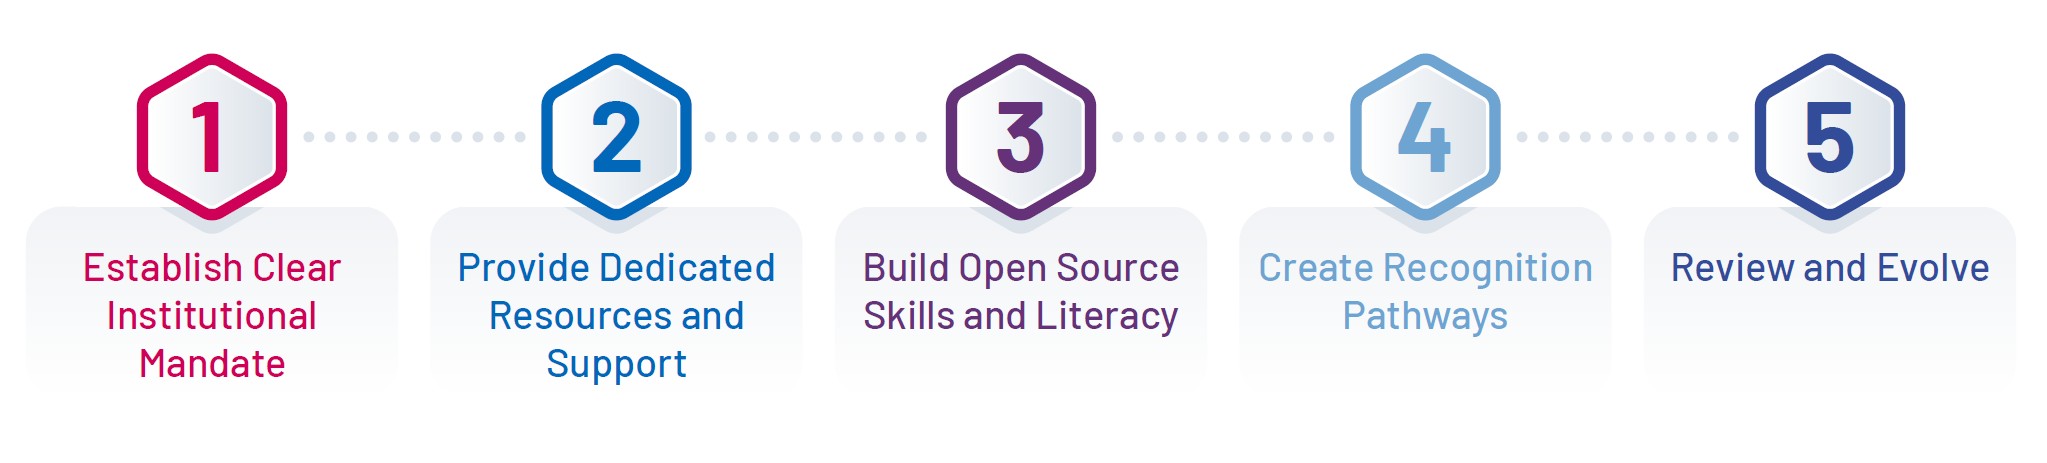 1
Establish Clear
Institutional
Mandate
2
Provide Dedicated
Resources and
Support
3
Build Open Source
Skills and Literacy
4
Create Recognition
Pathways
5
Review and Evolve